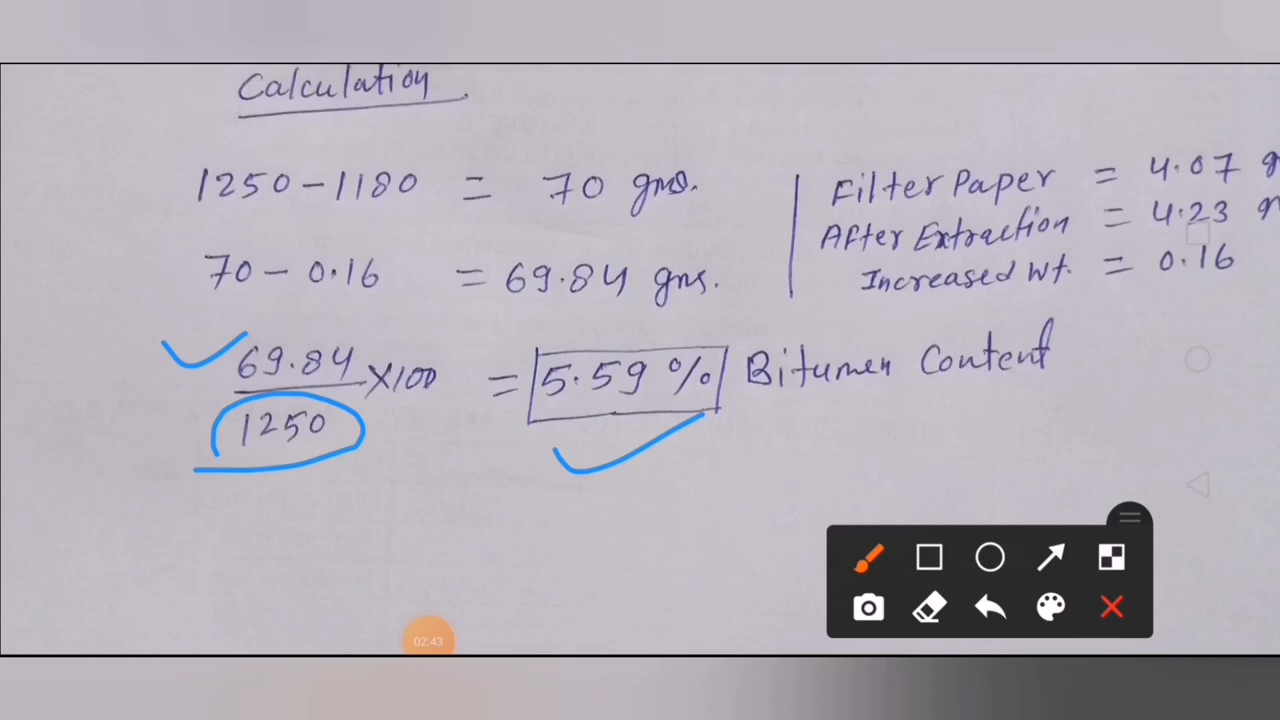 Calculation
1250-1180 = 70 gms.
70-0.16 = 69.84 gms.
69.84
1250
×100 = 5.59 % Bitumen Content
Filter Paper = 4.07 g
After Extraction = 4.23 g
Increased wt. = 0.16
02:43